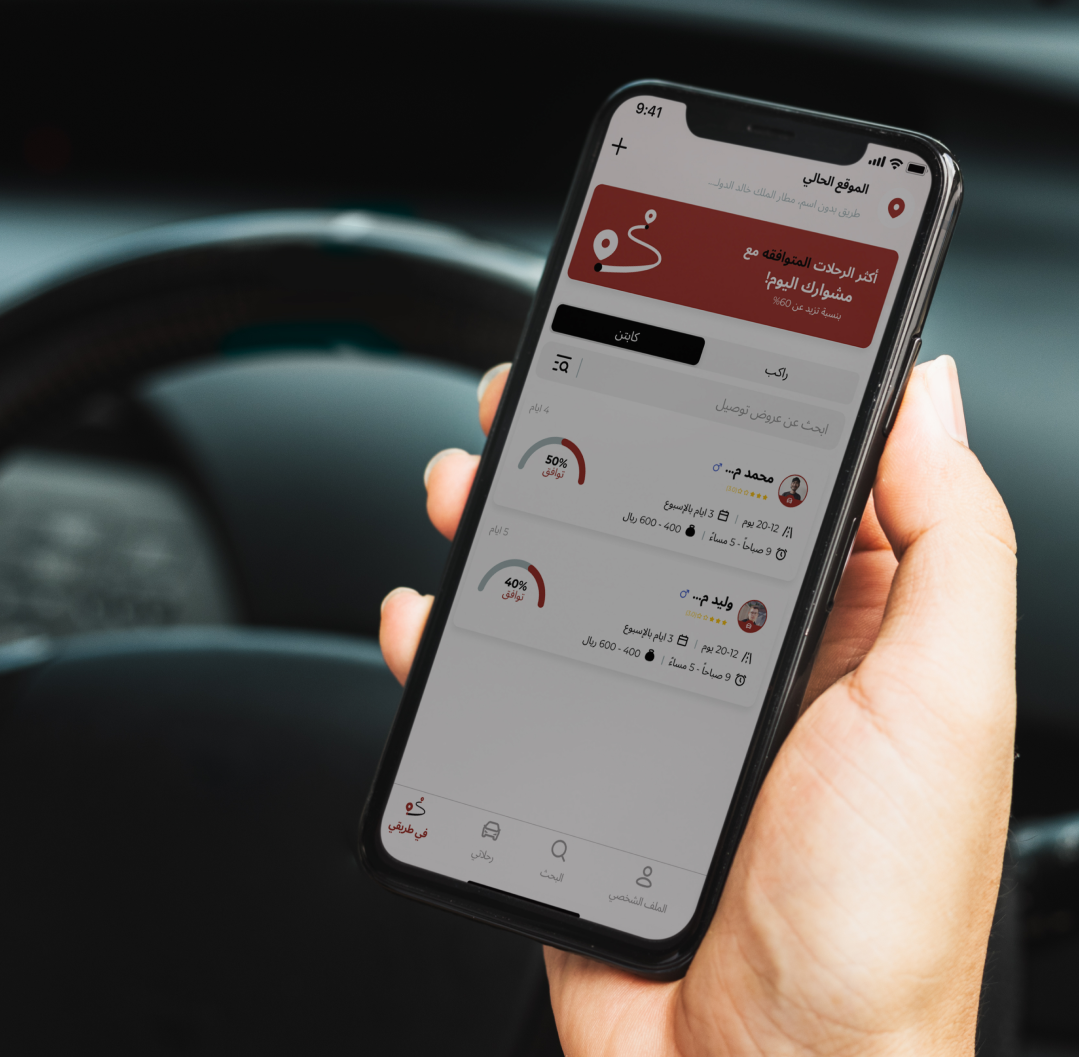 9:41
الموقع الحالي
طريق بدون اسم، مطار الملك خالد الدول...
أكثر الرحلات المتوافقه مع
مشوارك اليوم!
بنسبة تزيد عن 60%
راكب
كابتن
ابحث عن عروض توصيل
4 ايام
محمد م...
50%
توافق
20-12 يوم | 3 ايام بالإسبوع
9 صباحاً - 5 مساءً | 400 - 600 ريال
5 ايام
وليد م...
40%
توافق
20-12 يوم | 3 ايام بالإسبوع
9 صباحاً - 5 مساءً | 400 - 600 ريال
الملف الشخصي
البحث
رحلاتي
في طريقي